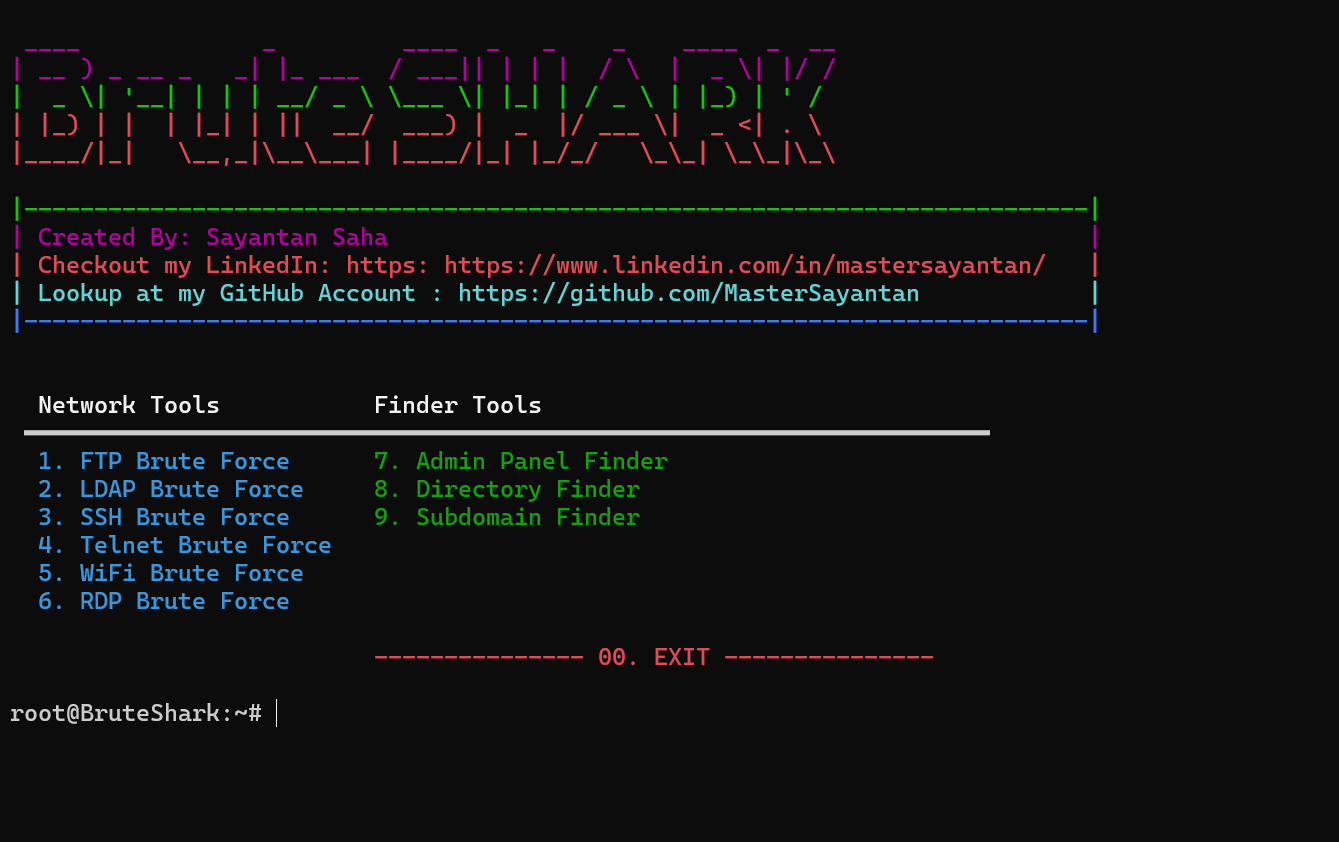 BruteSHARK
Created By: Sayantan Saha
Checkout my LinkedIn: https: https://www.linkedin.com/in/mastersayantan/
Lookup at my GitHub Account : https://github.com/MasterSayantan
Network Tools Finder Tools
1. FTP Brute Force 7. Admin Panel Finder
2. LDAP Brute Force 8. Directory Finder
3. SSH Brute Force 9. Subdomain Finder
4. Telnet Brute Force
5. WiFi Brute Force
6. RDP Brute Force
--------------- 00. EXIT ---------------
root@BruteShark:~#